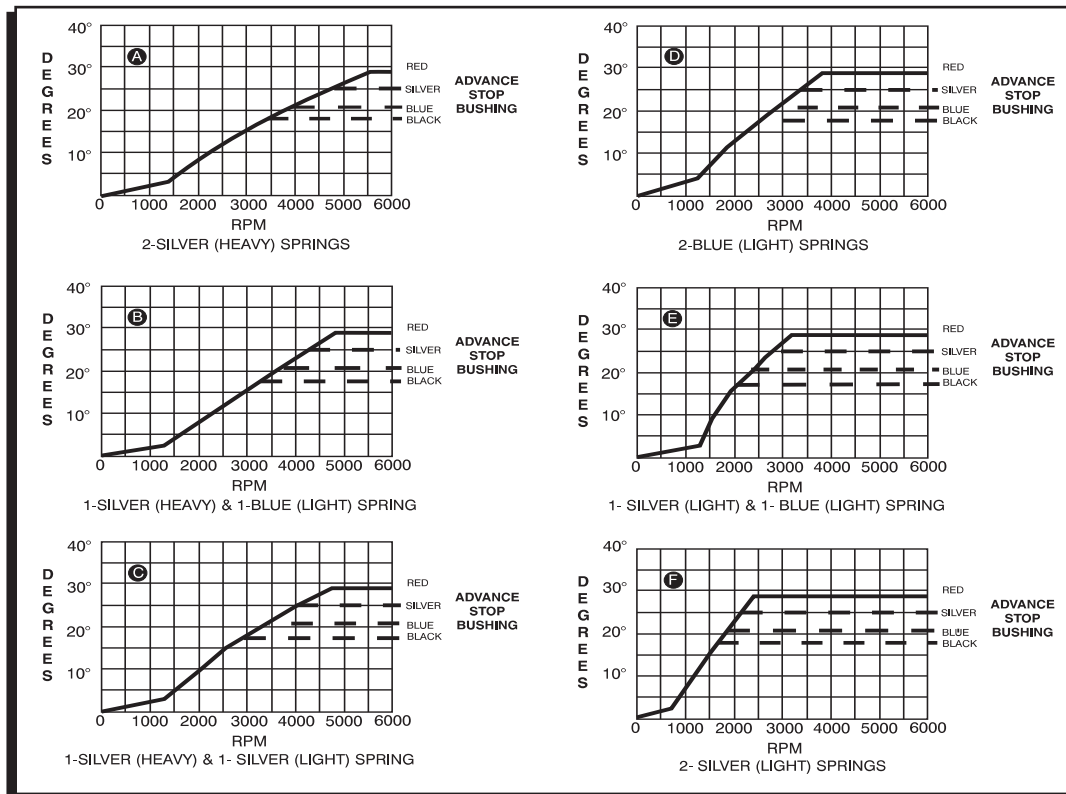 40°
30°
20°
10°
DEGREES
A
RED
SILVER
BLUE
BLACK
ADVANCE
STOP
BUSHING
0 1000 2000 3000 4000 5000 6000
RPM
2-SILVER (HEAVY) SPRINGS
40°
30°
20°
10°
DEGREES
D
RED
SILVER
BLUE
BLACK
ADVANCE
STOP
BUSHING
0 1000 2000 3000 4000 5000 6000
RPM
2-BLUE (LIGHT) SPRINGS
40°
30°
20°
10°
DEGREES
B
RED
SILVER
BLUE
BLACK
ADVANCE
STOP
BUSHING
0 1000 2000 3000 4000 5000 6000
RPM
1-SILVER (HEAVY) & 1-BLUE (LIGHT) SPRING
40°
30°
20°
10°
DEGREES
E
RED
SILVER
BLUE
BLACK
ADVANCE
STOP
BUSHING
0 1000 2000 3000 4000 5000 6000
RPM
1- SILVER (LIGHT) & 1- BLUE (LIGHT) SPRING
40°
30°
20°
10°
DEGREES
C
RED
SILVER
BLUE
BLACK
ADVANCE
STOP
BUSHING
0 1000 2000 3000 4000 5000 6000
RPM
1-SILVER (HEAVY) & 1- SILVER (LIGHT) SPRING
40°
30°
20°
10°
DEGREES
F
RED
SILVER
BLUE
BLACK
ADVANCE
STOP
BUSHING
0 1000 2000 3000 4000 5000 6000
RPM
2- SILVER (LIGHT) SPRINGS